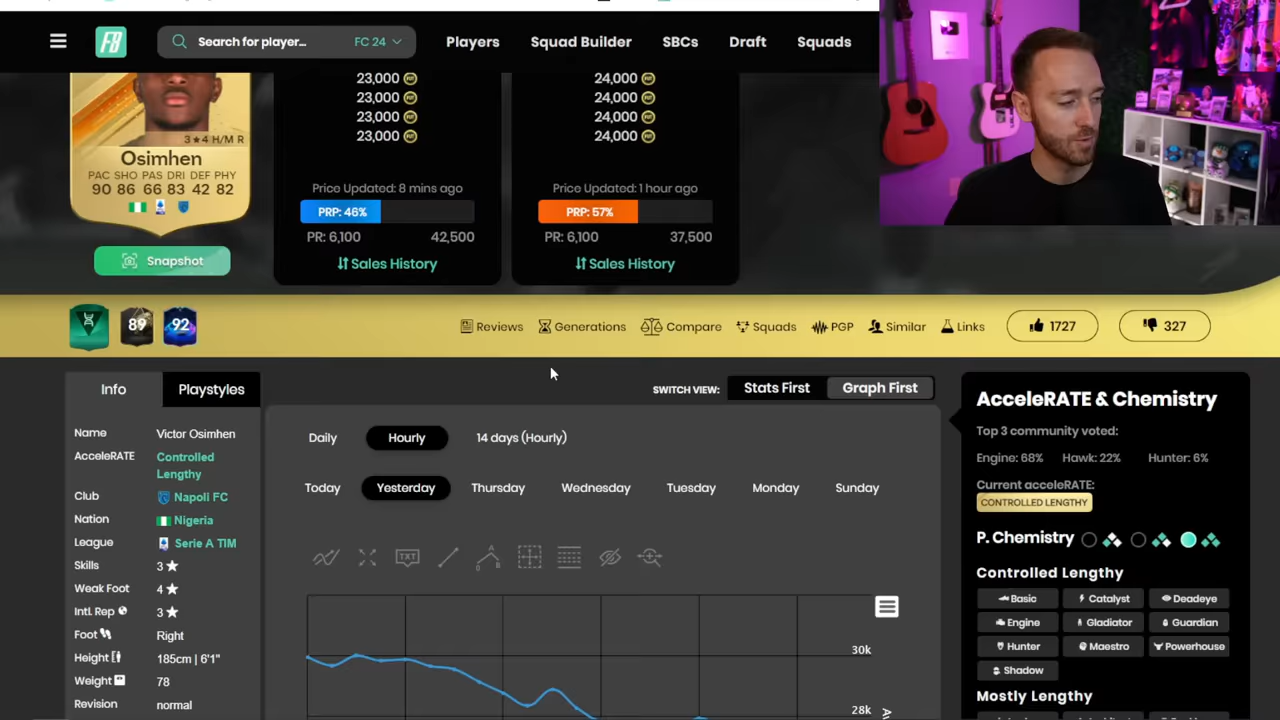 FB
Search for player...
FC 24
Players
Squad Builder
SBCs
Draft
Squads
3★4 H/M R
Osimhen
PAC SHO PAS DRI DEF PHY
90 86 66 83 42 82
Snapshot
23,000
23,000
23,000
23,000
Price Updated: 8 mins ago
PRP: 46%
PR: 6,100
42,500
Sales History
24,000
24,000
24,000
24,000
Price Updated: 1 hour ago
PRP: 57%
PR: 6,100
37,500
Sales History
89
92
Reviews
Generations
Compare
Squads
PGP
Similar
Links
1727
327
Info
Playstyles
Name Victor Osimhen
AcceleRATE Controlled
Lengthy
Club Napoli FC
Nation Nigeria
League Serie A TIM
Skills 3★
Weak Foot 4★
Intl. Rep 3★
Foot Right
Height 185cm | 6'1"
Weight 78
Revision normal
SWITCH VIEW:
Stats First
Graph First
Daily
Hourly
14 days (Hourly)
Today
Yesterday
Thursday
Wednesday
Tuesday
Monday
Sunday
TXT
30k
28k
AcceleRATE & Chemistry
Top 3 community voted:
Engine: 68%
Hawk: 22%
Hunter: 6%
Current acceleRATE:
CONTROLLED LENGTHY
P. Chemistry
Controlled Lengthy
Basic
Catalyst
Deadeye
Engine
Gladiator
Guardian
Hunter
Maestro
Powerhouse
Shadow
Mostly Lengthy